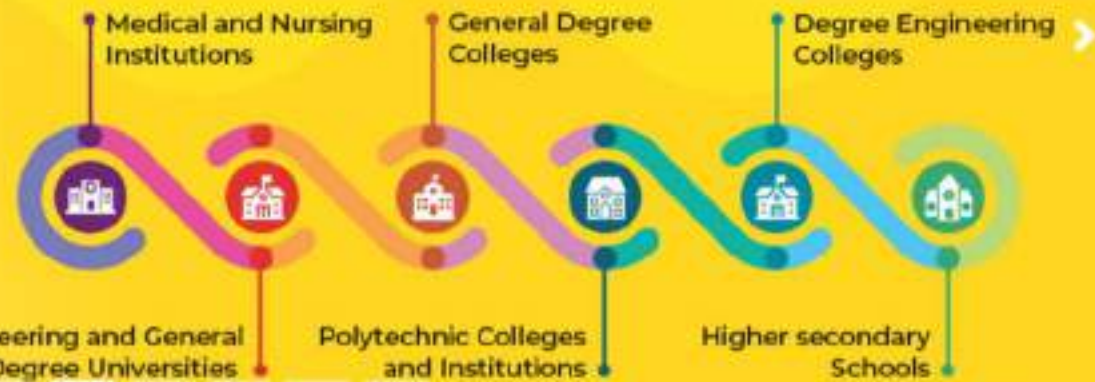 Medical and Nursing
Institutions
General Degree
Colleges
Degree Engineering
Colleges
eering and General
Degree Universities
Polytechnic Colleges
and Institutions
Higher secondary
Schools